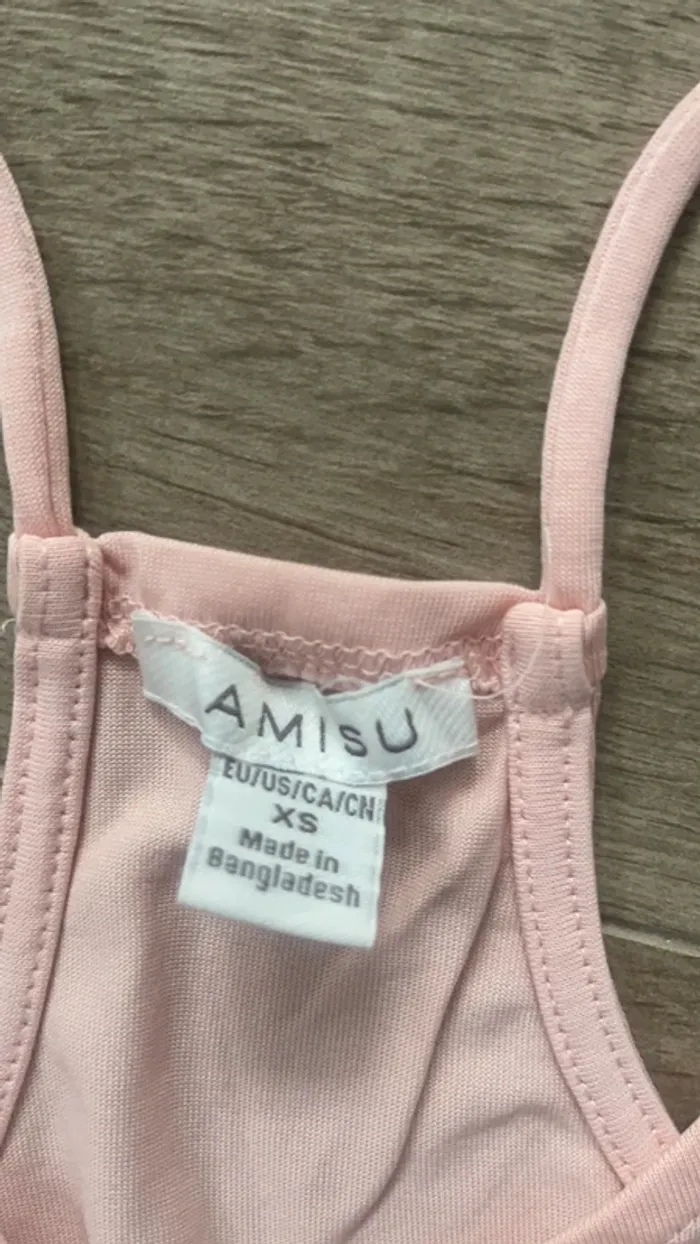 AMISU
EU/US/CA/CN
XS
Made in
Bangladesh